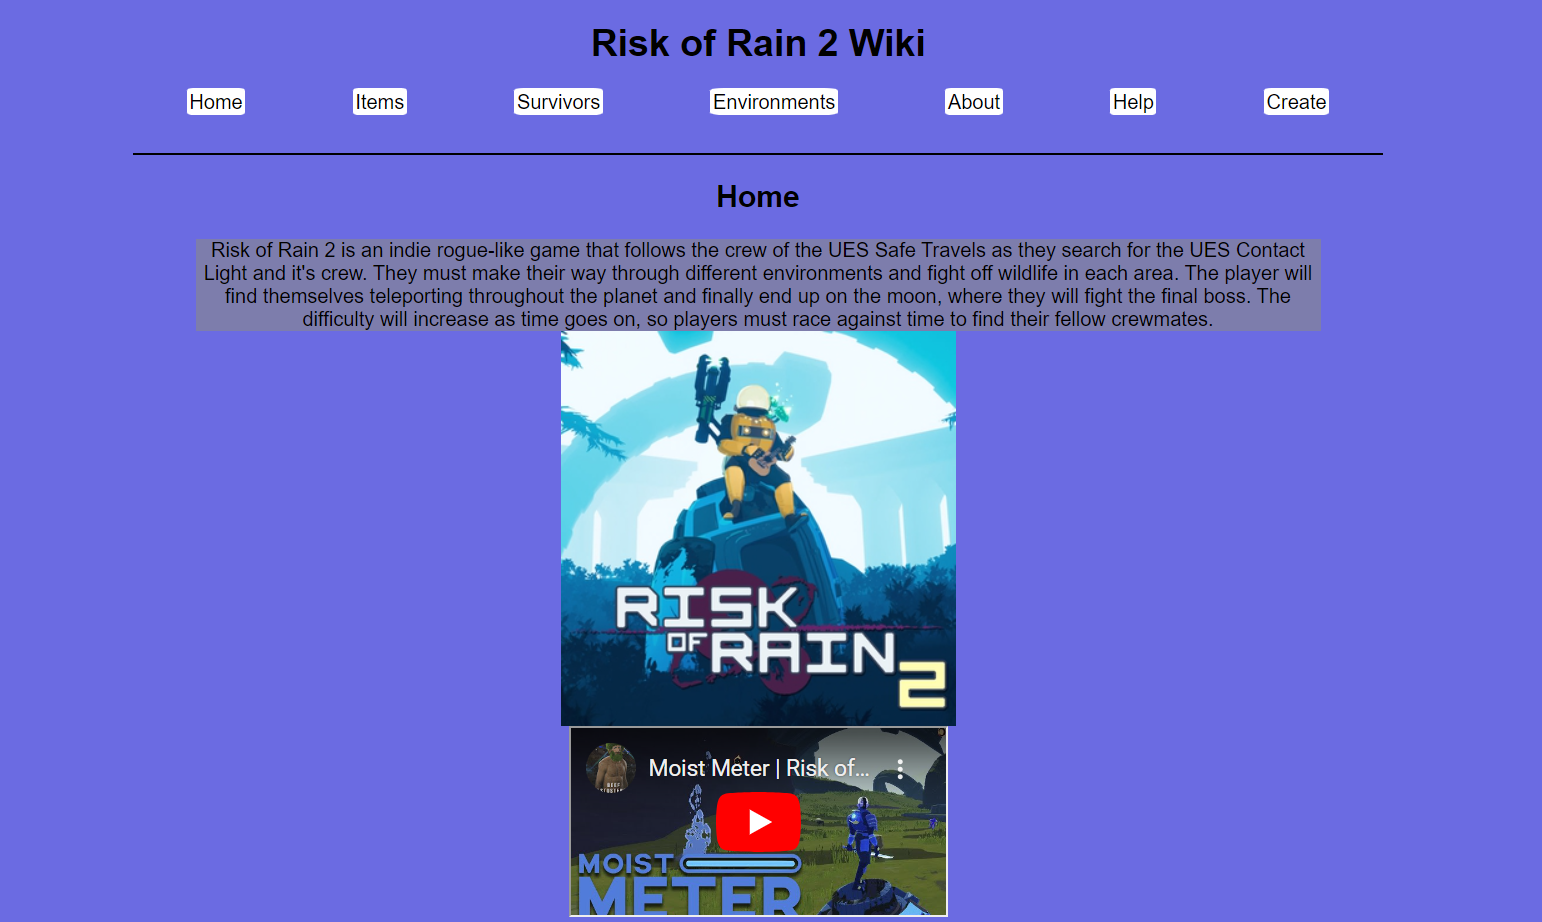 Risk of Rain 2 Wiki
Home Items Survivors Environments About Help Create
Home
Risk of Rain 2 is an indie rogue-like game that follows the crew of the UES Safe Travels as they search for the UES Contact
Light and it's crew. They must make their way through different environments and fight off wildlife in each area. The player will
find themselves teleporting throughout the planet and finally end up on the moon, where they will fight the final boss. The
difficulty will increase as time goes on, so players must race against time to find their fellow crewmates.
RISK
OF RAIN
2
Moist Meter | Risk of...
MOIST
METER